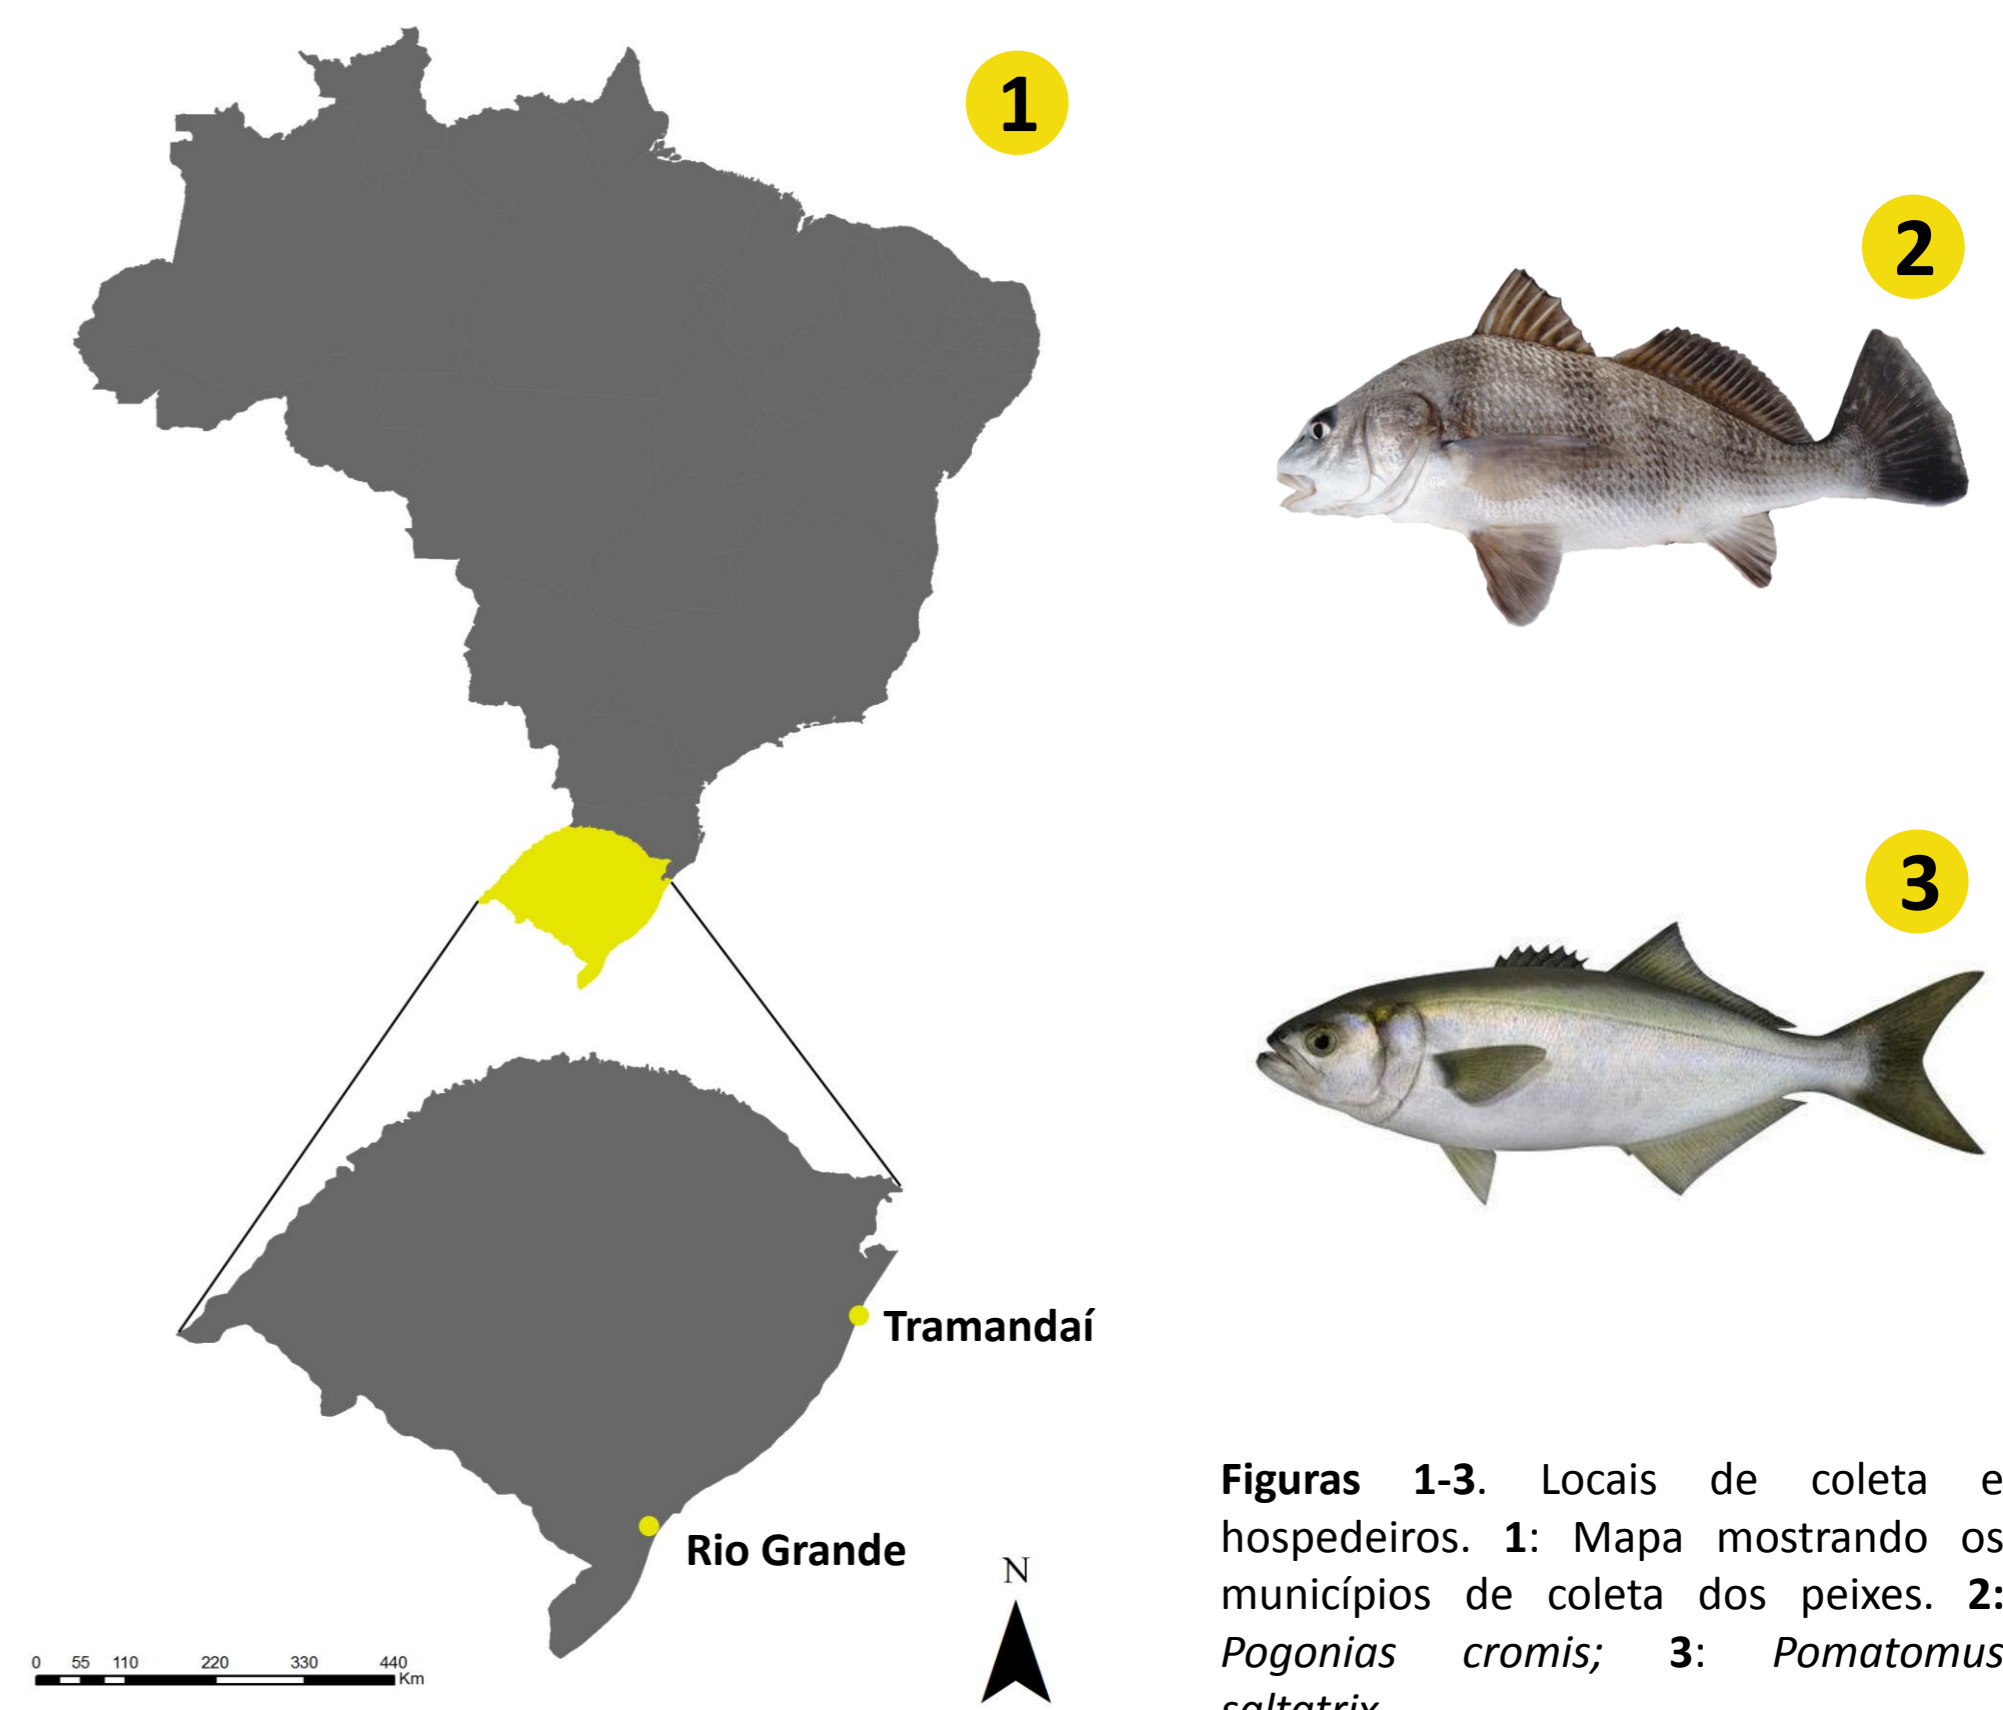 1
2
3
Tramandaí
Rio Grande
N
0 55 110 220 330 440
Km
Figuras 1-3. Locais de coleta e
hospedeiros. 1: Mapa mostrando os
municípios de coleta dos peixes. 2:
Pogonias cromis; 3: Pomatomus
saltatrix